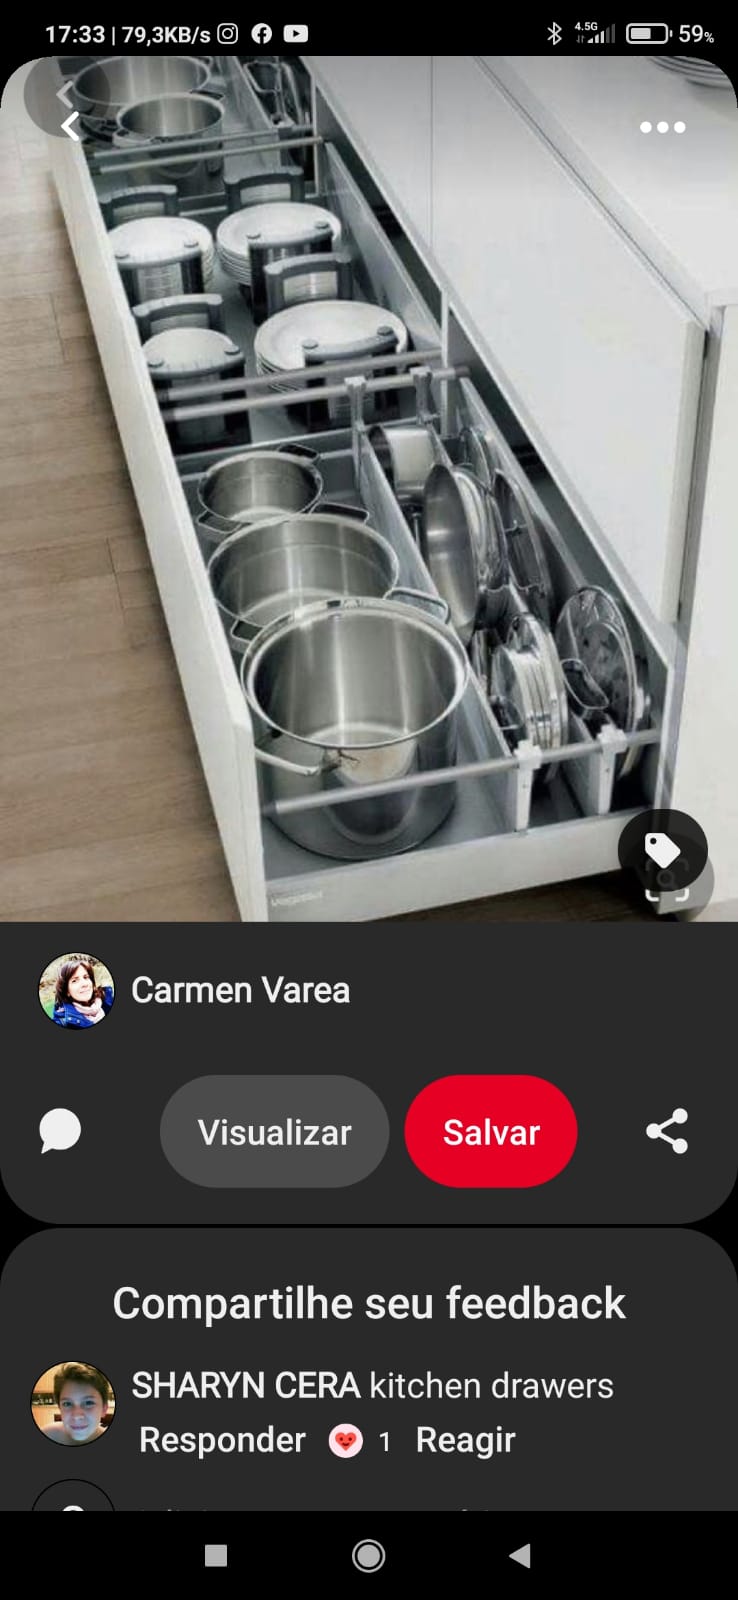 17:33 | 79,3KB/s
4.5G
59%
Carmen Varea
Visualizar
Salvar
Compartilhe seu feedback
SHARYN CERA kitchen drawers
Responder 1 Reagir